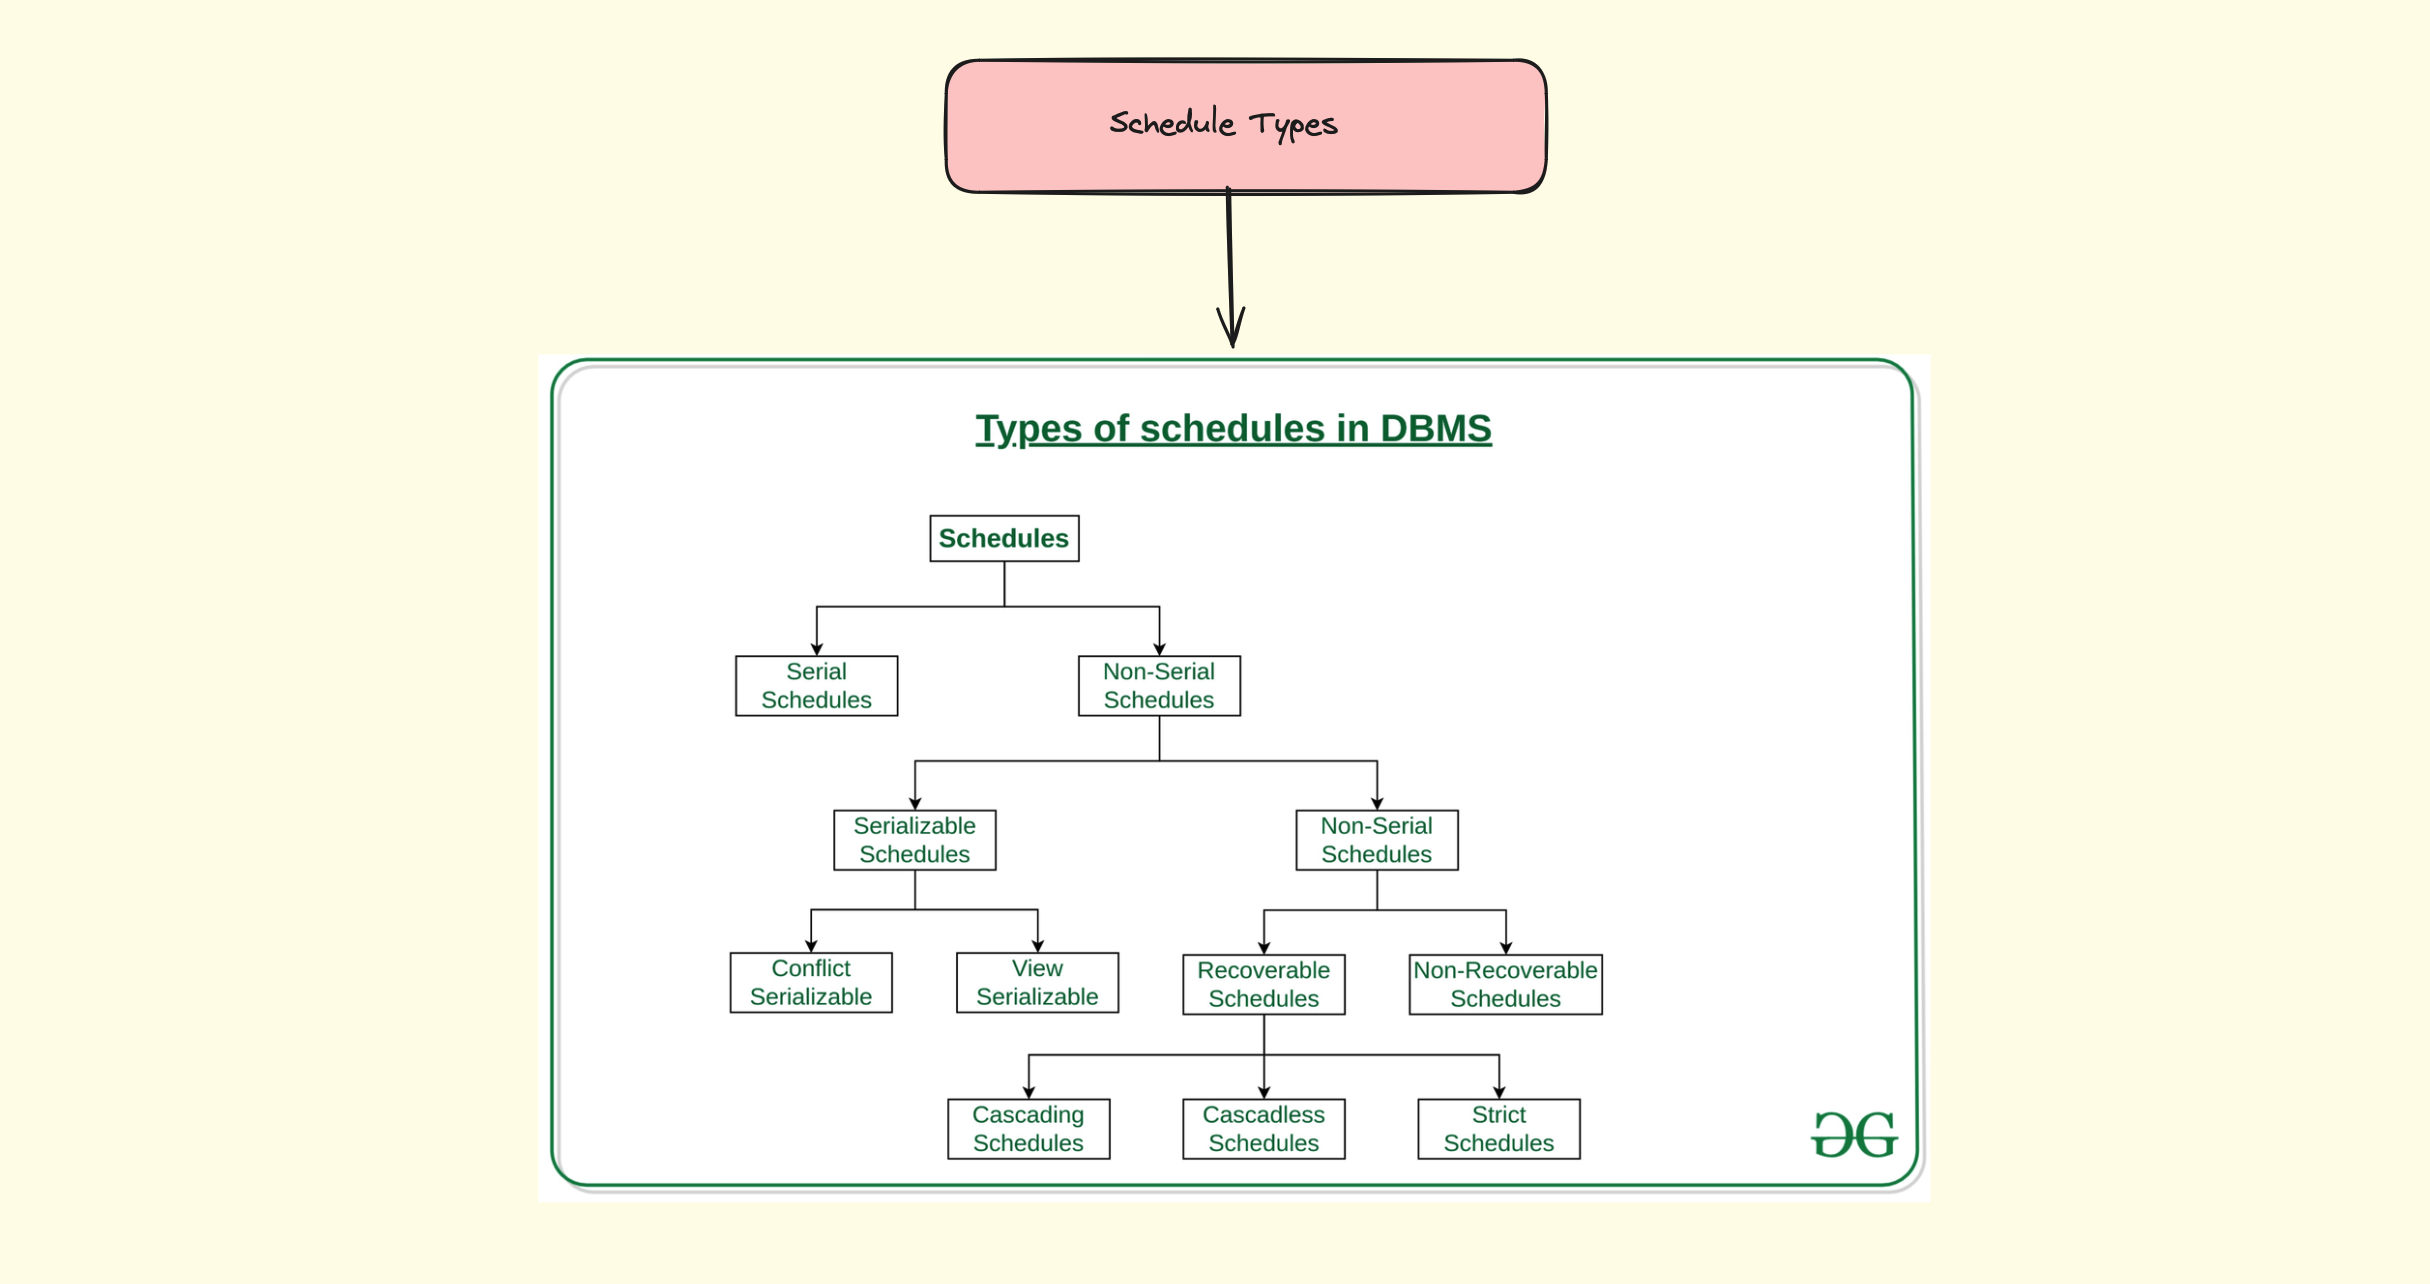 Schedule Types
Types of schedules in DBMS
Schedules
Serial
Schedules
Non-Serial
Schedules
Serializable
Schedules
Non-Serial
Schedules
Conflict
Serializable
View
Serializable
Recoverable
Schedules
Non-Recoverable
Schedules
Cascading
Schedules
Cascadless
Schedules
Strict
Schedules
GG